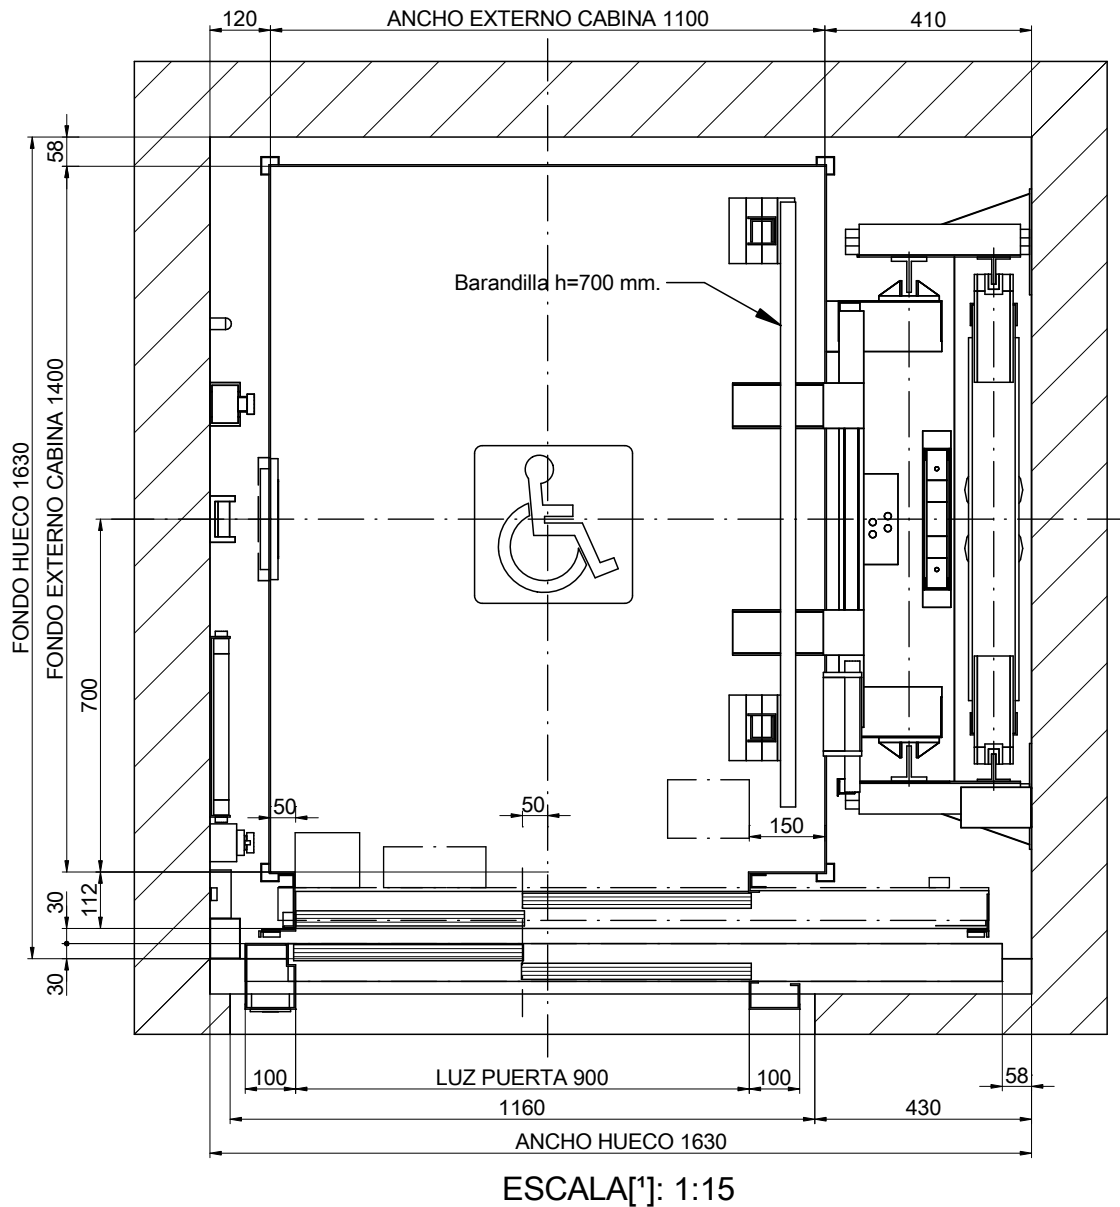 120
ANCHO EXTERNO CABINA 1100
410
58
FONDO HUECO 1630
FONDO EXTERNO CABINA 1400
Barandilla h=700 mm.
700
50
50
150
112
30
30
100
LUZ PUERTA 900
100
58
1160
430
ANCHO HUECO 1630
ESCALA[¹]: 1:15